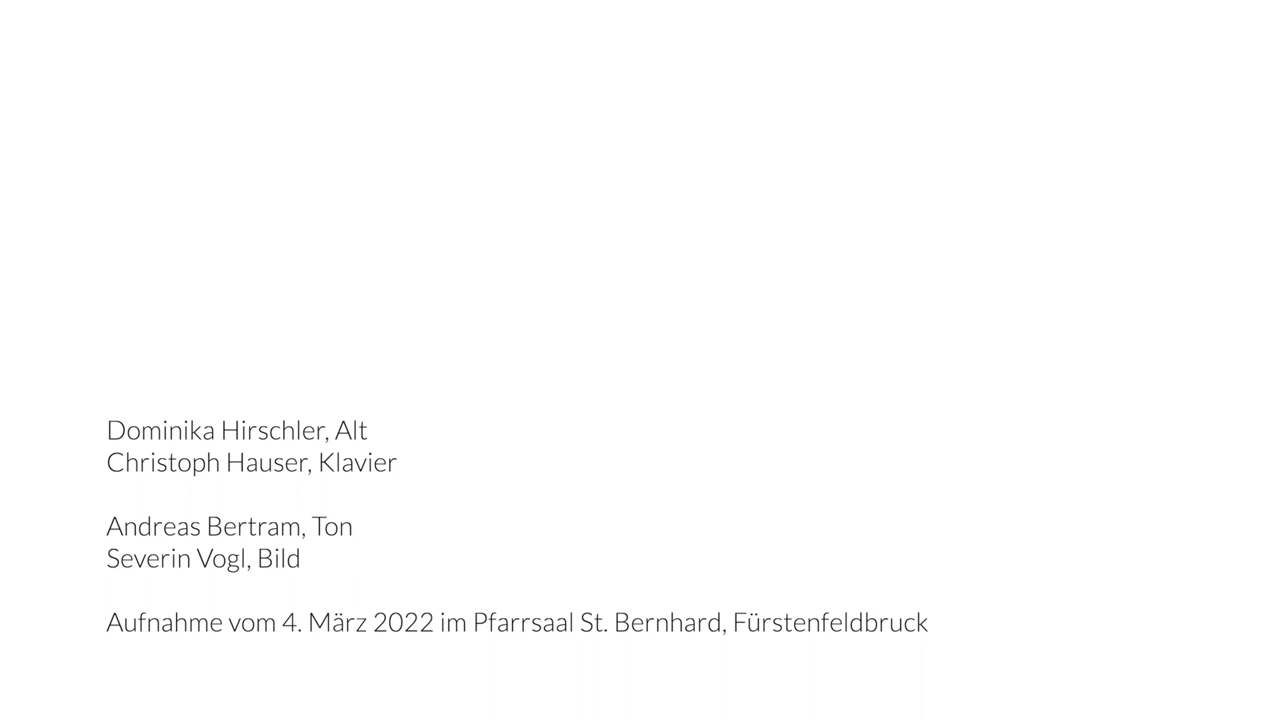 Dominika Hirschler, Alt
Christoph Hauser, Klavier
Andreas Bertram, Ton
Severin Vogl, Bild
Aufnahme vom 4. März 2022 im Pfarrsaal St. Bernhard, Fürstenfeldbruck